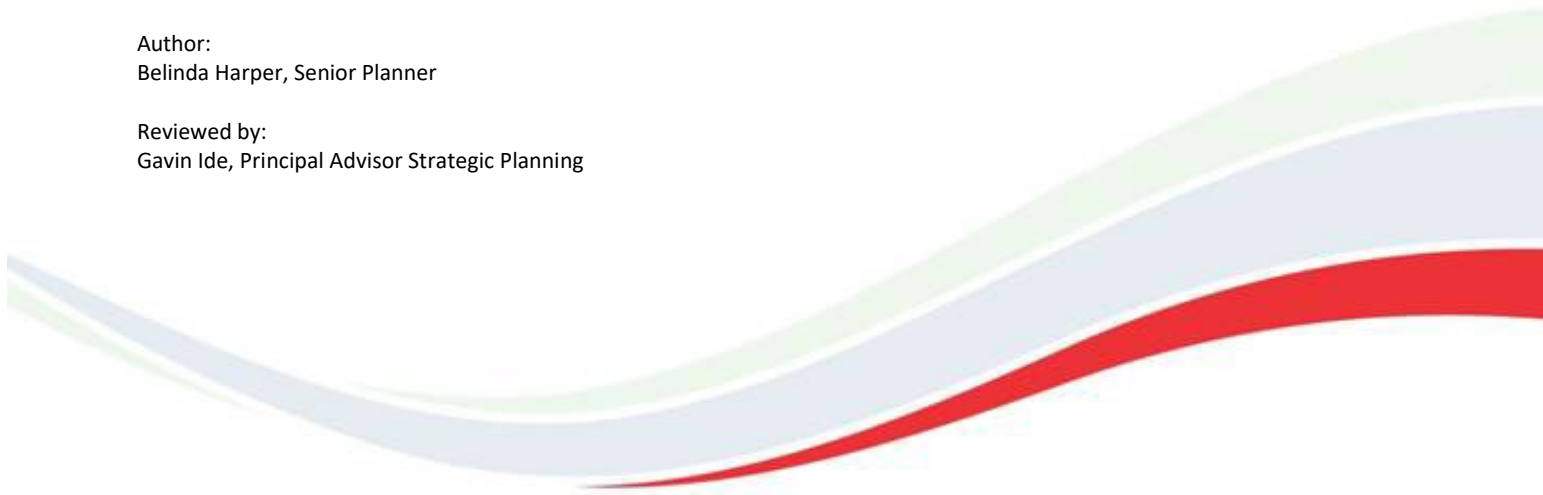 Author:
Belinda Harper, Senior Planner
Reviewed by:
Gavin Ide, Principal Advisor Strategic Planning